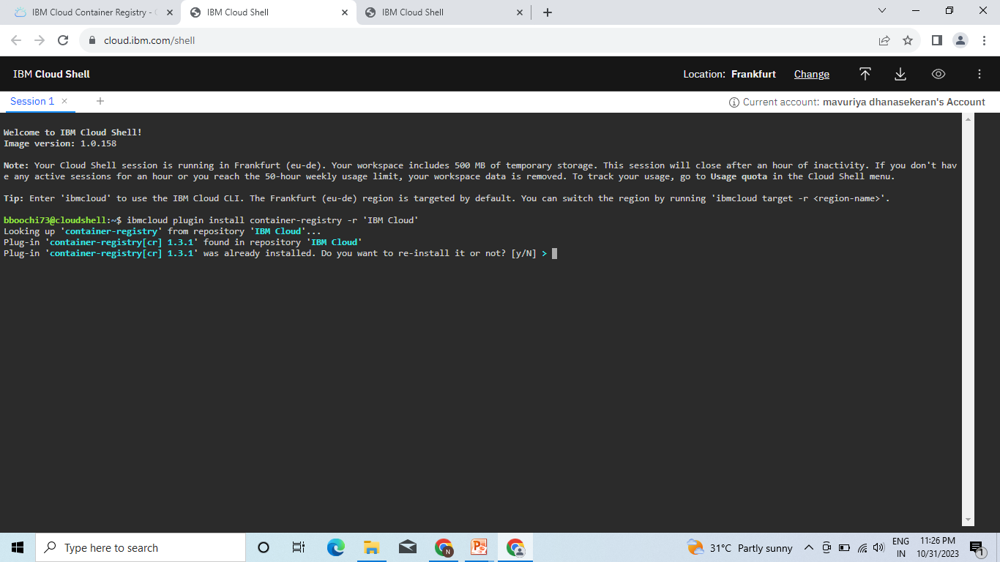 IBM Cloud Container Registry -
IBM Cloud Shell
IBM Cloud Shell
cloud.ibm.com/shell
IBM Cloud Shell
Location: Frankfurt Change
Session 1
Current account: mavuriya dhanasekeran's Account
Welcome to IBM Cloud Shell!
Image version: 1.0.158
Note: Your Cloud Shell session is running in Frankfurt (eu-de). Your workspace includes 500 MB of temporary storage. This session will close after an hour of inactivity. If you don't hav
e any active sessions for an hour or you reach the 50-hour weekly usage limit, your workspace data is removed. To track your usage, go to Usage quota in the Cloud Shell menu.
Tip: Enter 'ibmcloud' to use the IBM Cloud CLI. The Frankfurt (eu-de) region is targeted by default. You can switch the region by running 'ibmcloud target -r <region-name>'.
bboochi73@cloudshell:~$ ibmcloud plugin install container-registry -r 'IBM Cloud'
Looking up 'container-registry' from repository 'IBM Cloud'...
Plug-in 'container-registry[cr] 1.3.1' found in repository 'IBM Cloud'
Plug-in 'container-registry[cr] 1.3.1' was already installed. Do you want to re-install it or not? [y/N] >
Type here to search
N
P
31°C Partly sunny
ENG
IN
11:26 PM
10/31/2023
1